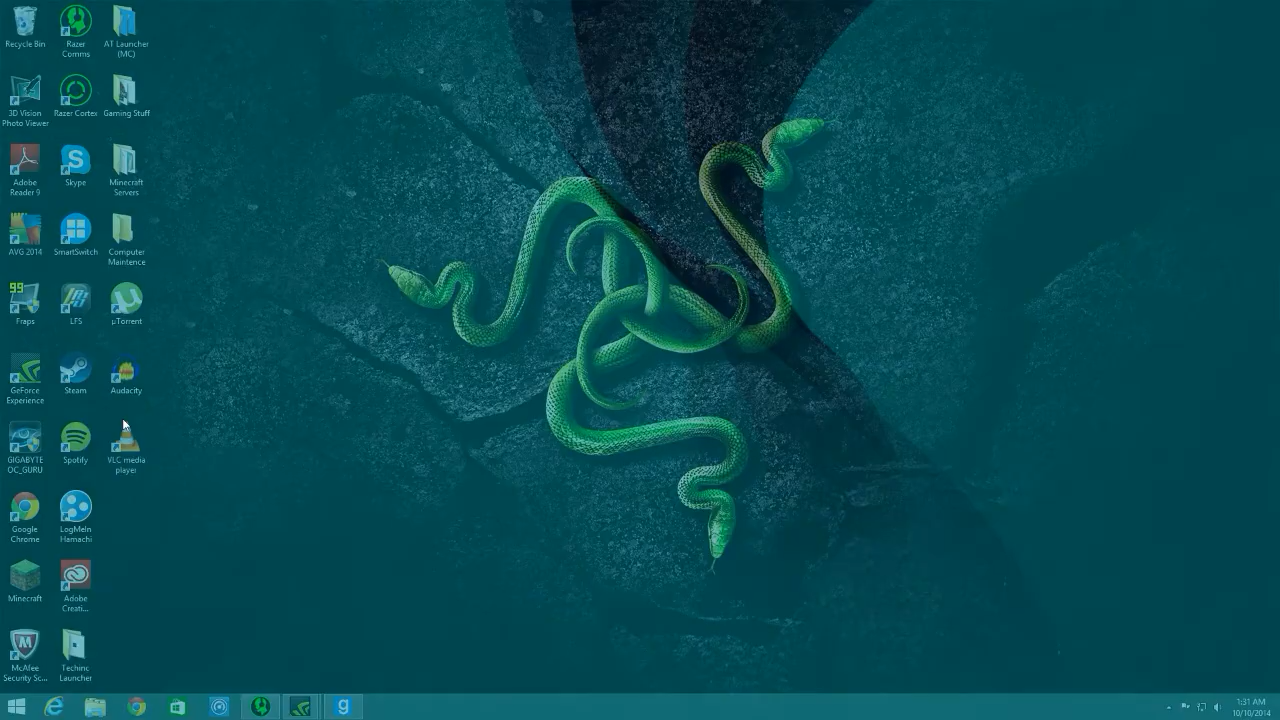 Recycle Bin
Razer
Comms
AT Launcher
(MC)
3D Vision
Photo Viewer
Razer Cortex
Gaming Stuff
Adobe
Reader 9
Skype
Minecraft
Servers
AVG 2014
SmartSwitch
Computer
Maintence
99
Fraps
LFS
µTorrent
GeForce
Experience
Steam
Audacity
GIGABYTE
OC_GURU
Spotify
VLC media
player
Google
Chrome
LogMeIn
Hamachi
Minecraft
Adobe
Creati...
McAfee
Security Sc...
Techinc
Launcher
1:31 AM
10/10/2014